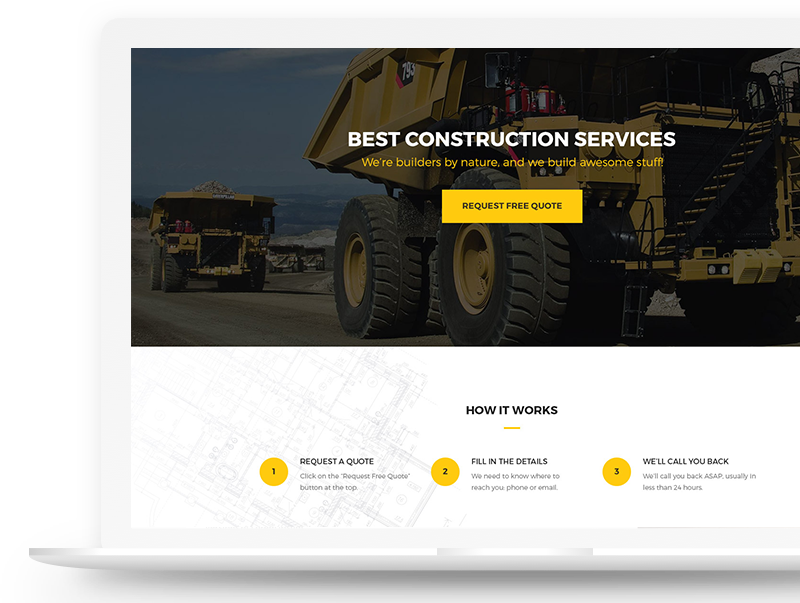 793
BEST CONSTRUCTION SERVICES
We're builders by nature, and we build awesome stuff!
REQUEST FREE QUOTE
HOW IT WORKS
1
REQUEST A QUOTE
Click on the "Request Free Quote"
button at the top.
2
FILL IN THE DETAILS
We need to know where to
reach you: phone or email.
3
WE'LL CALL YOU BACK
We'll call you back ASAP, usually in
less than 24 hours.